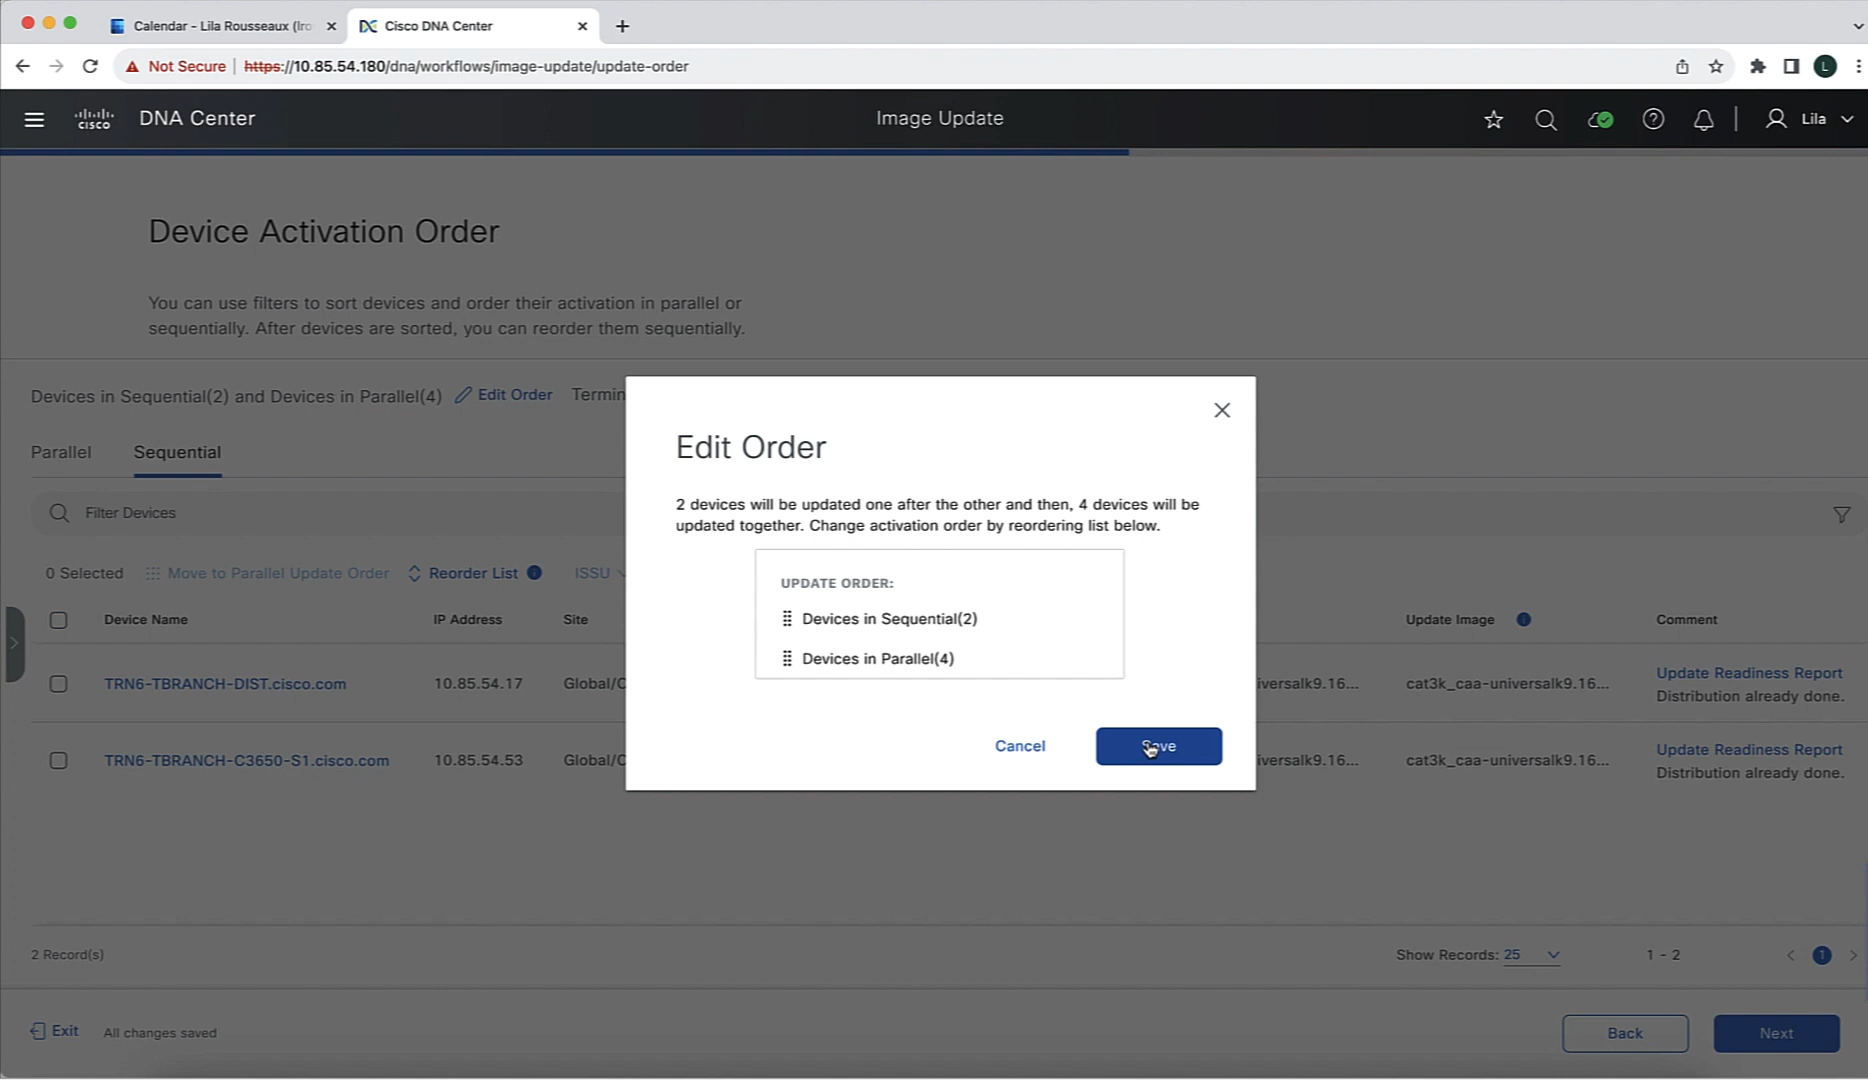 Calendar - Lila Rousseaux (Iro
Cisco DNA Center
Not Secure | https://10.85.54.180/dna/workflows/image-update/update-order
L
cisco DNA Center
Image Update
Lila
Device Activation Order
You can use filters to sort devices and order their activation in parallel or
sequentially. After devices are sorted, you can reorder them sequentially.
Devices in Sequential(2) and Devices in Parallel(4) Edit Order Termin
Parallel Sequential
Filter Devices
0 Selected Move to Parallel Update Order Reorder List ISSU
Device Name IP Address Site Update Image Comment
TRN6-TBRANCH-DIST.cisco.com 10.85.54.17 Global/C iversalk9.16... cat3k_caa-universalk9.16... Update Readiness Report
Distribution already done.
TRN6-TBRANCH-C3650-S1.cisco.com 10.85.54.53 Global/C iversalk9.16... cat3k_caa-universalk9.16... Update Readiness Report
Distribution already done.
Edit Order
2 devices will be updated one after the other and then, 4 devices will be
updated together. Change activation order by reordering list below.
UPDATE ORDER:
Devices in Sequential(2)
Devices in Parallel(4)
Cancel Save
2 Record(s) Show Records: 25 1 - 2 1
Exit All changes saved Back Next